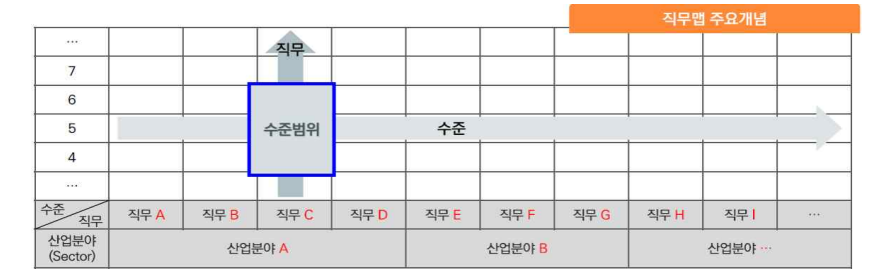 직무맵 주요개념
…
직무
7
6
5
수준범위
수준
4
…
수준
직무
직무 A
직무 B
직무 C
직무 D
직무 E
직무 F
직무 G
직무 H
직무 I
…
산업분야
(Sector)
산업분야 A
산업분야 B
산업분야 …